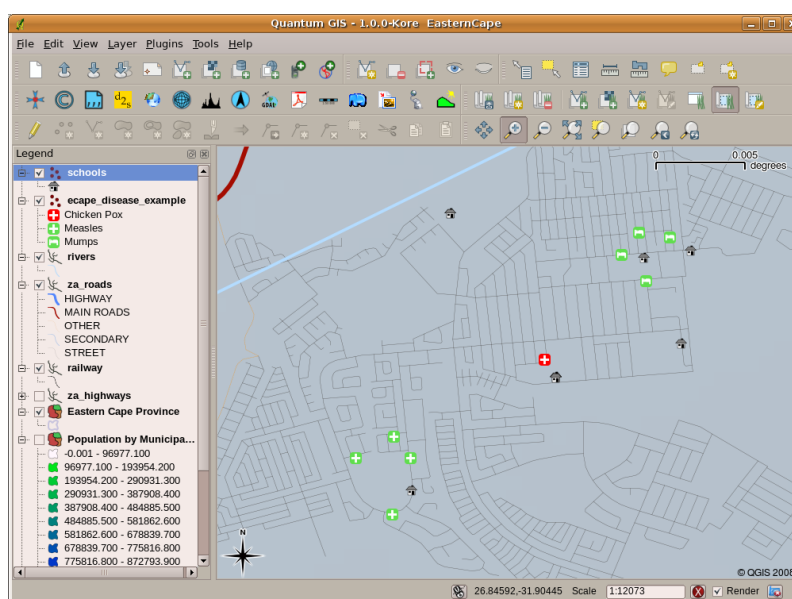 Quantum GIS - 1.0.0-Kore EasternCape
File Edit View Layer Plugins Tools Help
Legend
schools
ecape_disease_example
Chicken Pox
Measles
Mumps
rivers
za_roads
HIGHWAY
MAIN ROADS
OTHER
SECONDARY
STREET
railway
za_highways
Eastern Cape Province
Population by Municipa...
-0.001 - 96977.100
96977.100 - 193954.200
193954.200 - 290931.300
290931.300 - 387908.400
387908.400 - 484885.500
484885.500 - 581862.600
581862.600 - 678839.700
678839.700 - 775816.800
775816.800 - 872793.900
0 0.005
degrees
N
© QGIS 2008
26.84592,-31.90445 Scale 1:12073 Render